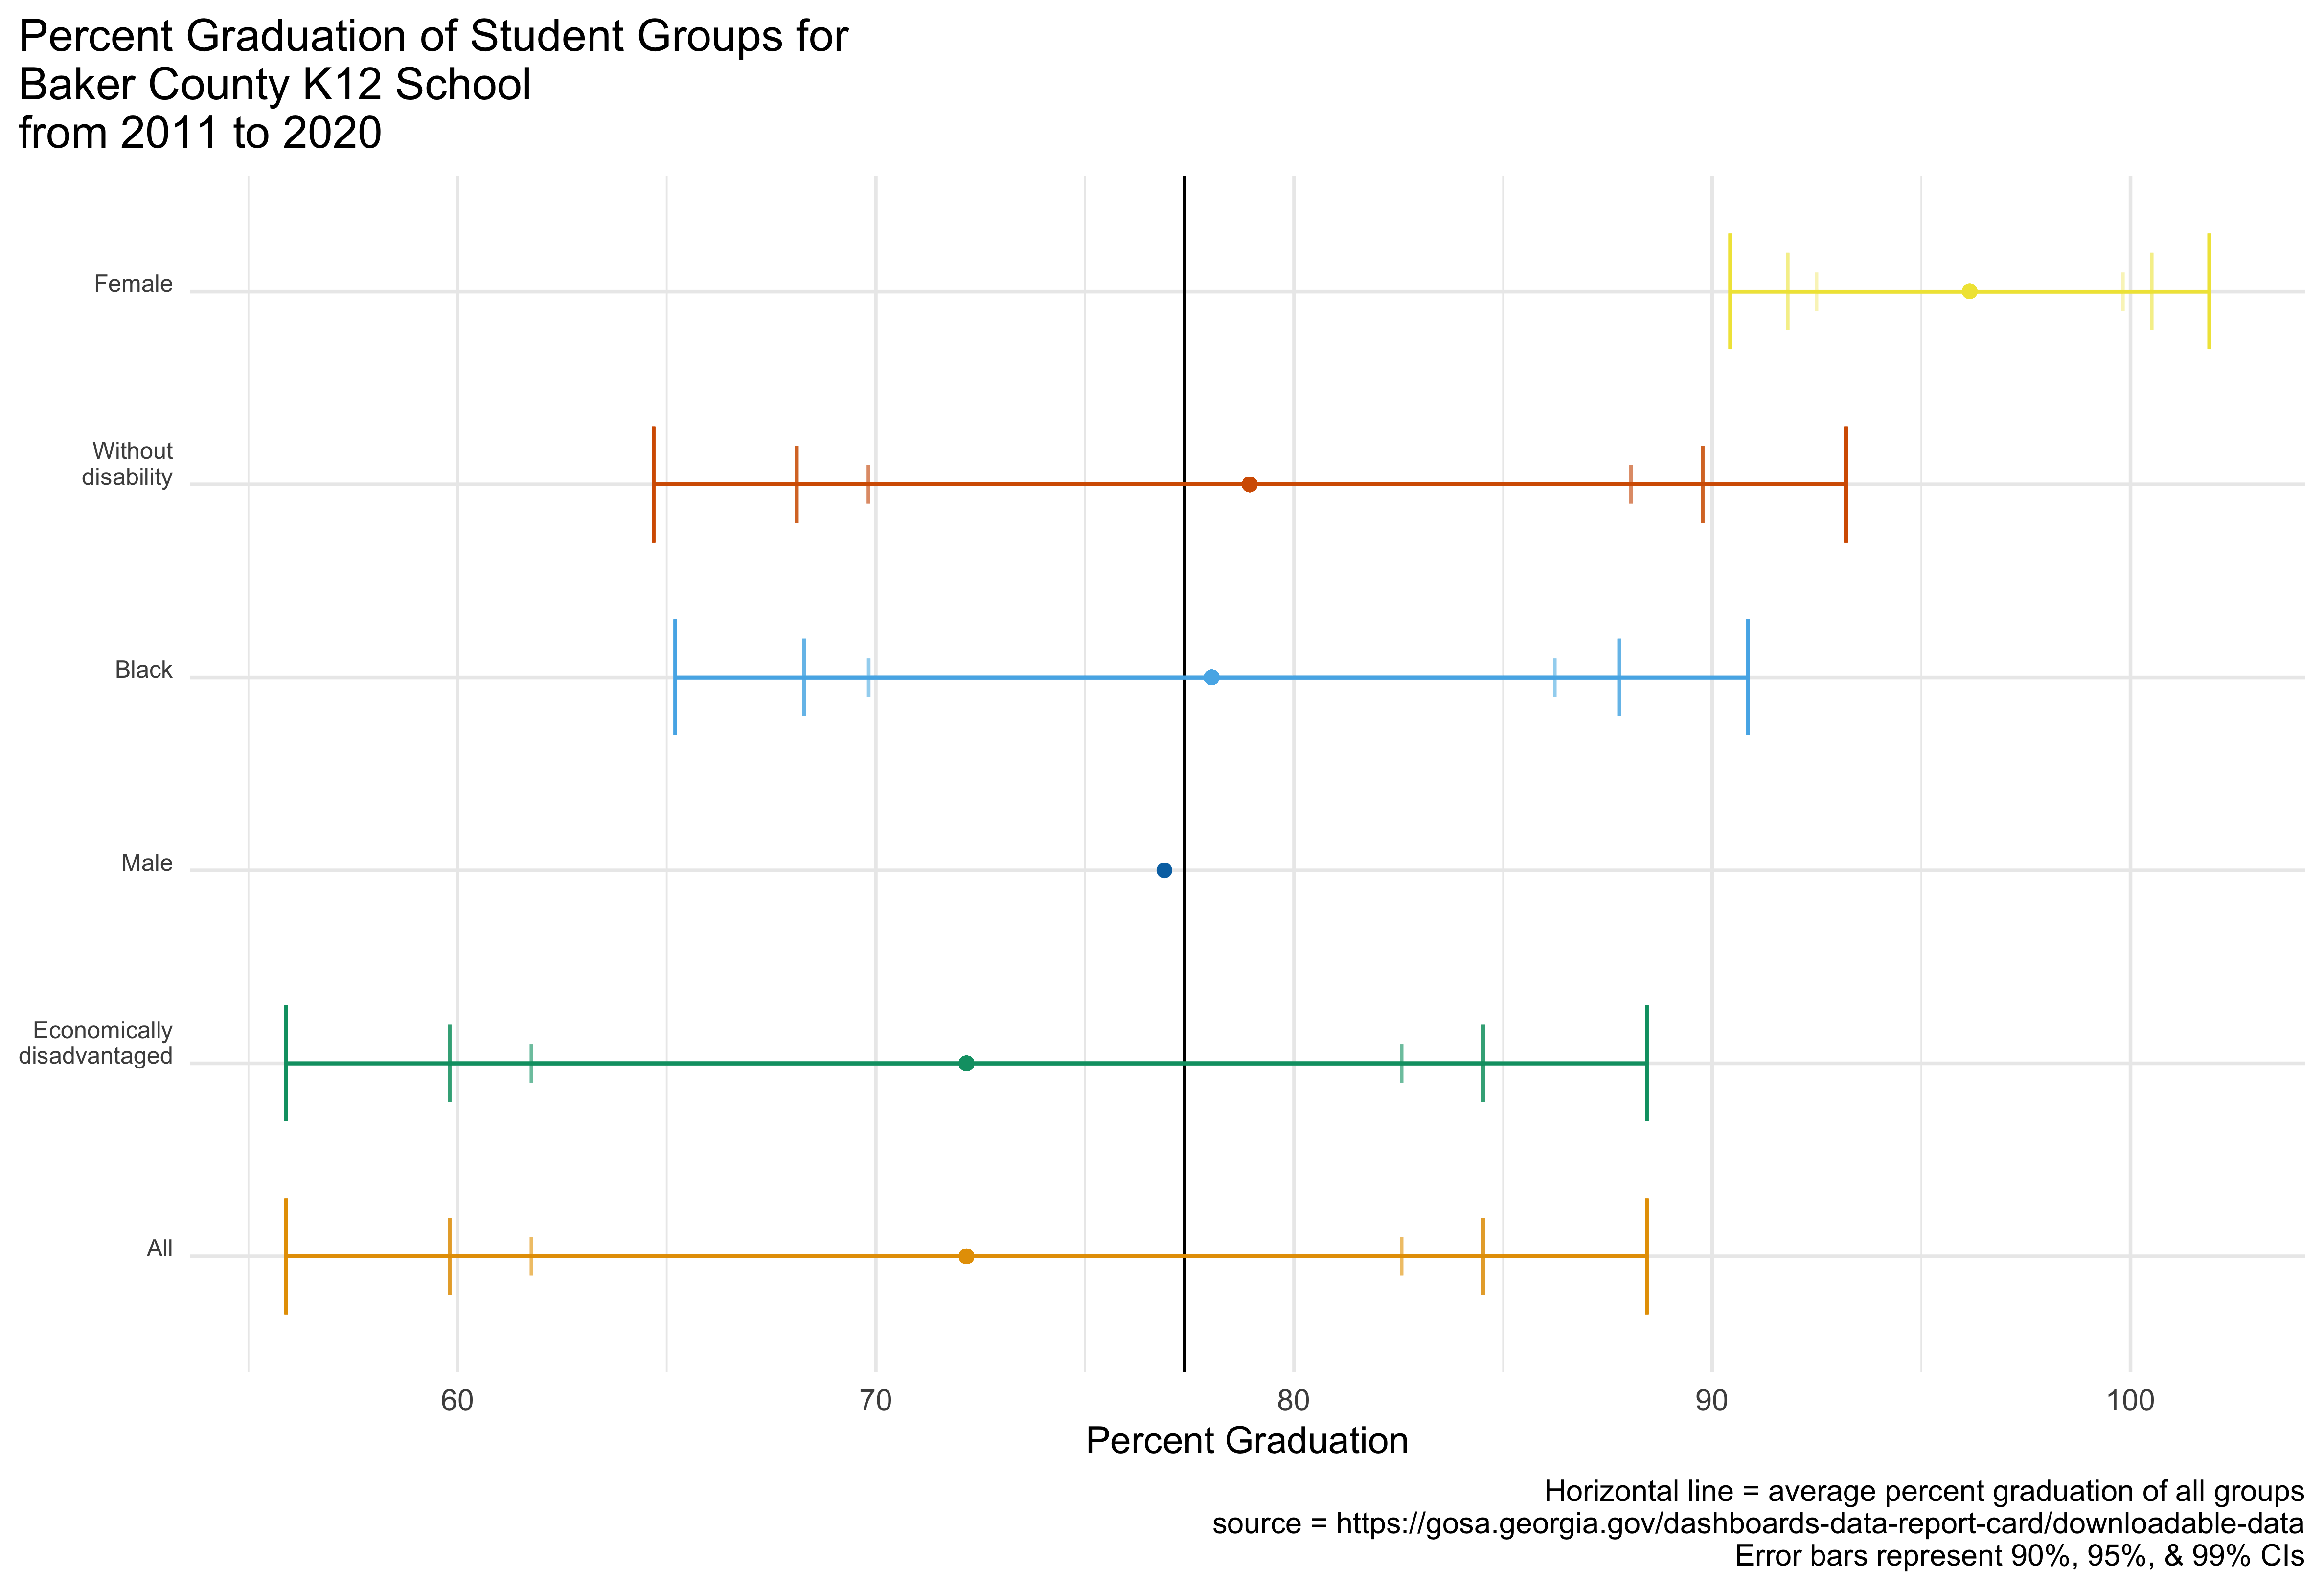 Percent Graduation of Student Groups for
Baker County K12 School
from 2011 to 2020
Female
Without
disability
Black
Male
Economically
disadvantaged
All
60 70 80 90 100
Percent Graduation
Horizontal line = average percent graduation of all groups
source = https://gosa.georgia.gov/dashboards-data-report-card/downloadable-data
Error bars represent 90%, 95%, & 99% CIs